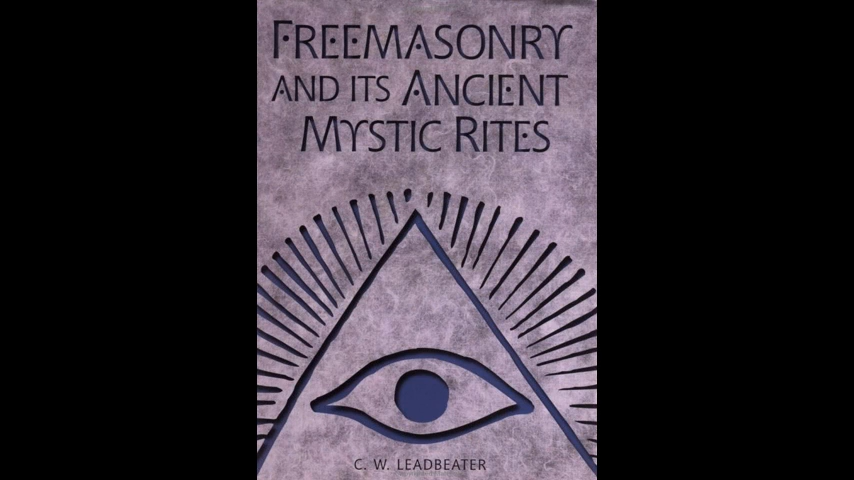 FREEMASONRY
AND ITS ANCIENT
MYSTIC RITES
C. W. LEADBEATER